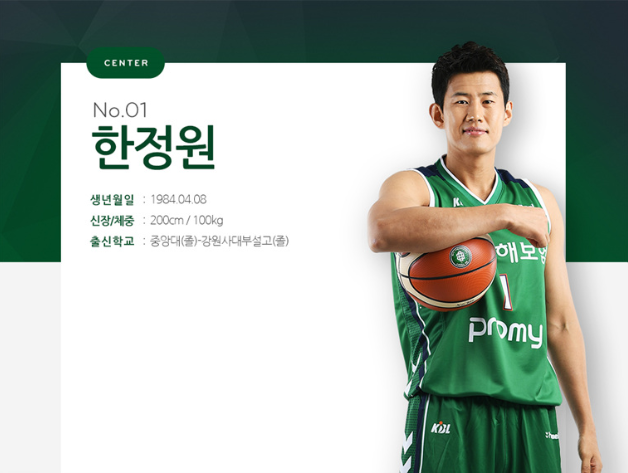 CENTER
No.01
한정원
생년월일 : 1984.04.08
신장/체중 : 200cm / 100kg
출신학교 : 중앙대(졸)-강원사대부설고(졸)
해보험
1
promy
KBL